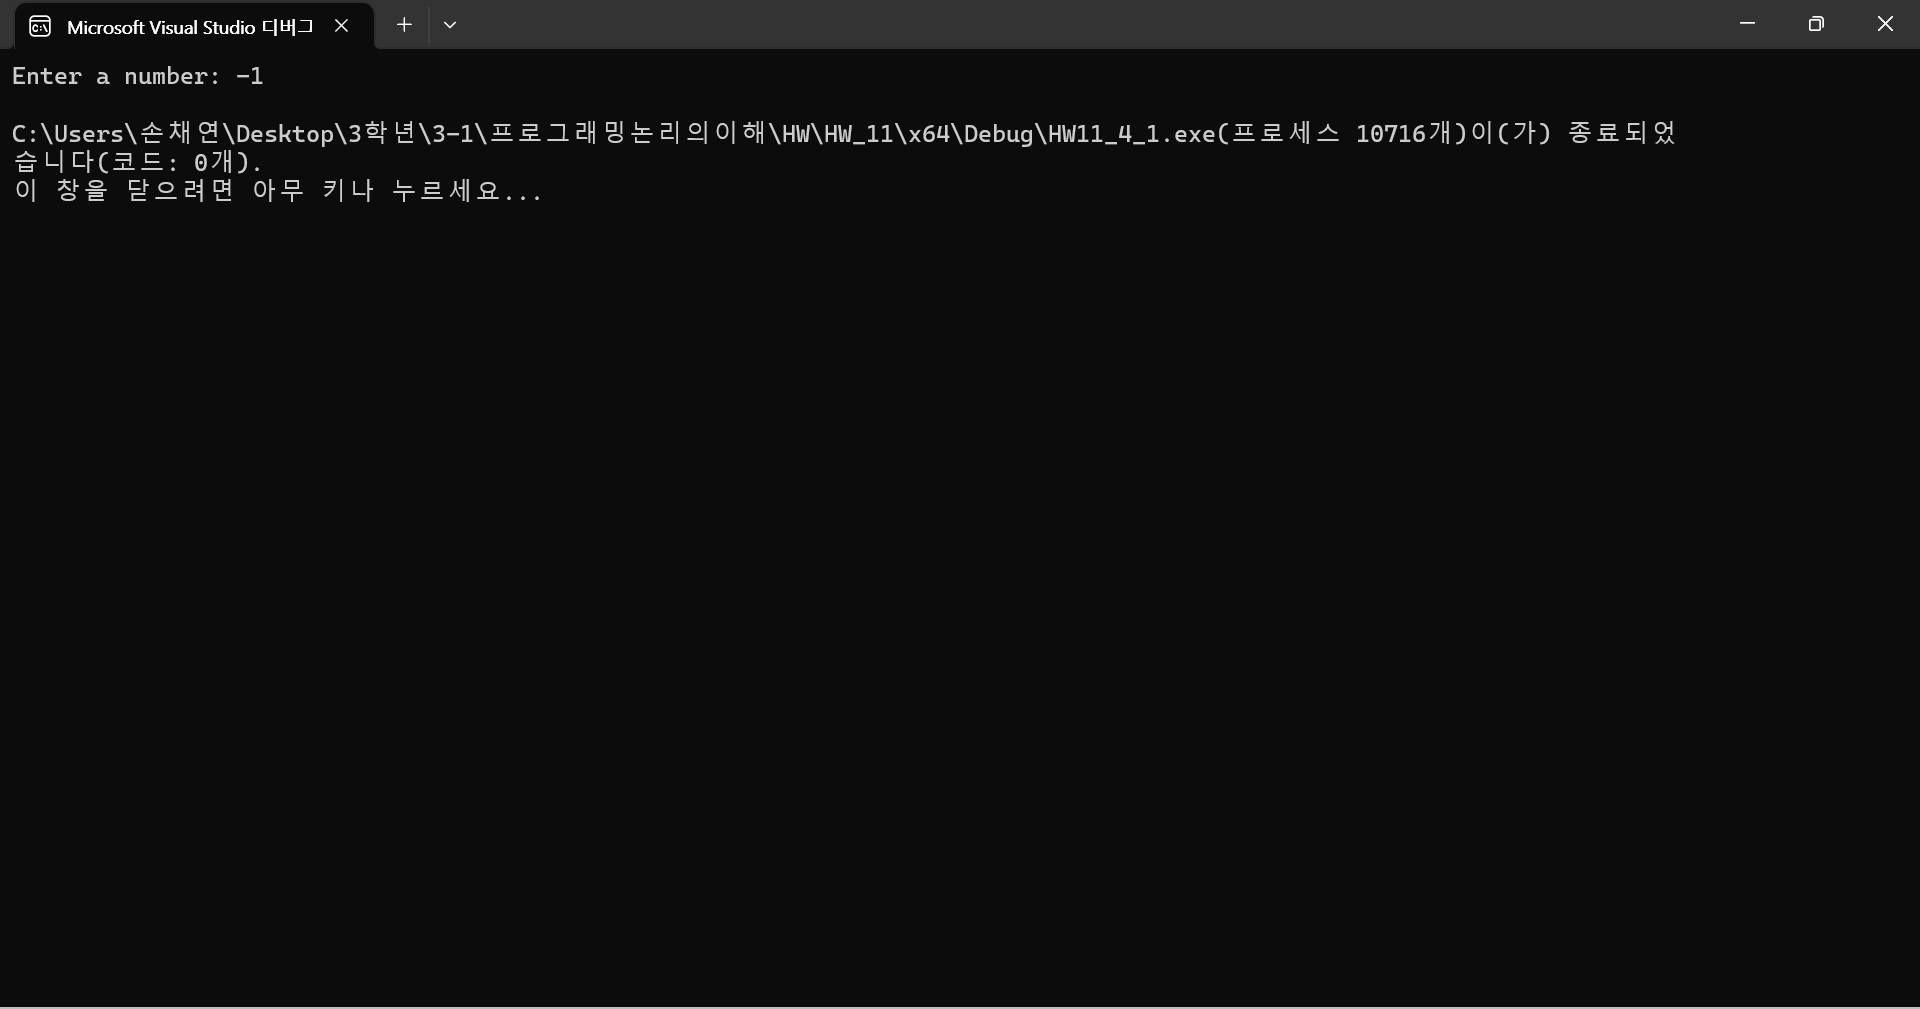 Microsoft Visual Studio 디버그
Enter a number: -1
C:\Users\손채연\Desktop\3학년\3-1\프로그래밍논리의이해\HW\HW_11\x64\Debug\HW11_4_1.exe(프로세스 10716개)이(가) 종료되었
습니다(코드: 0개).
이 창을 닫으려면 아무 키나 누르세요...